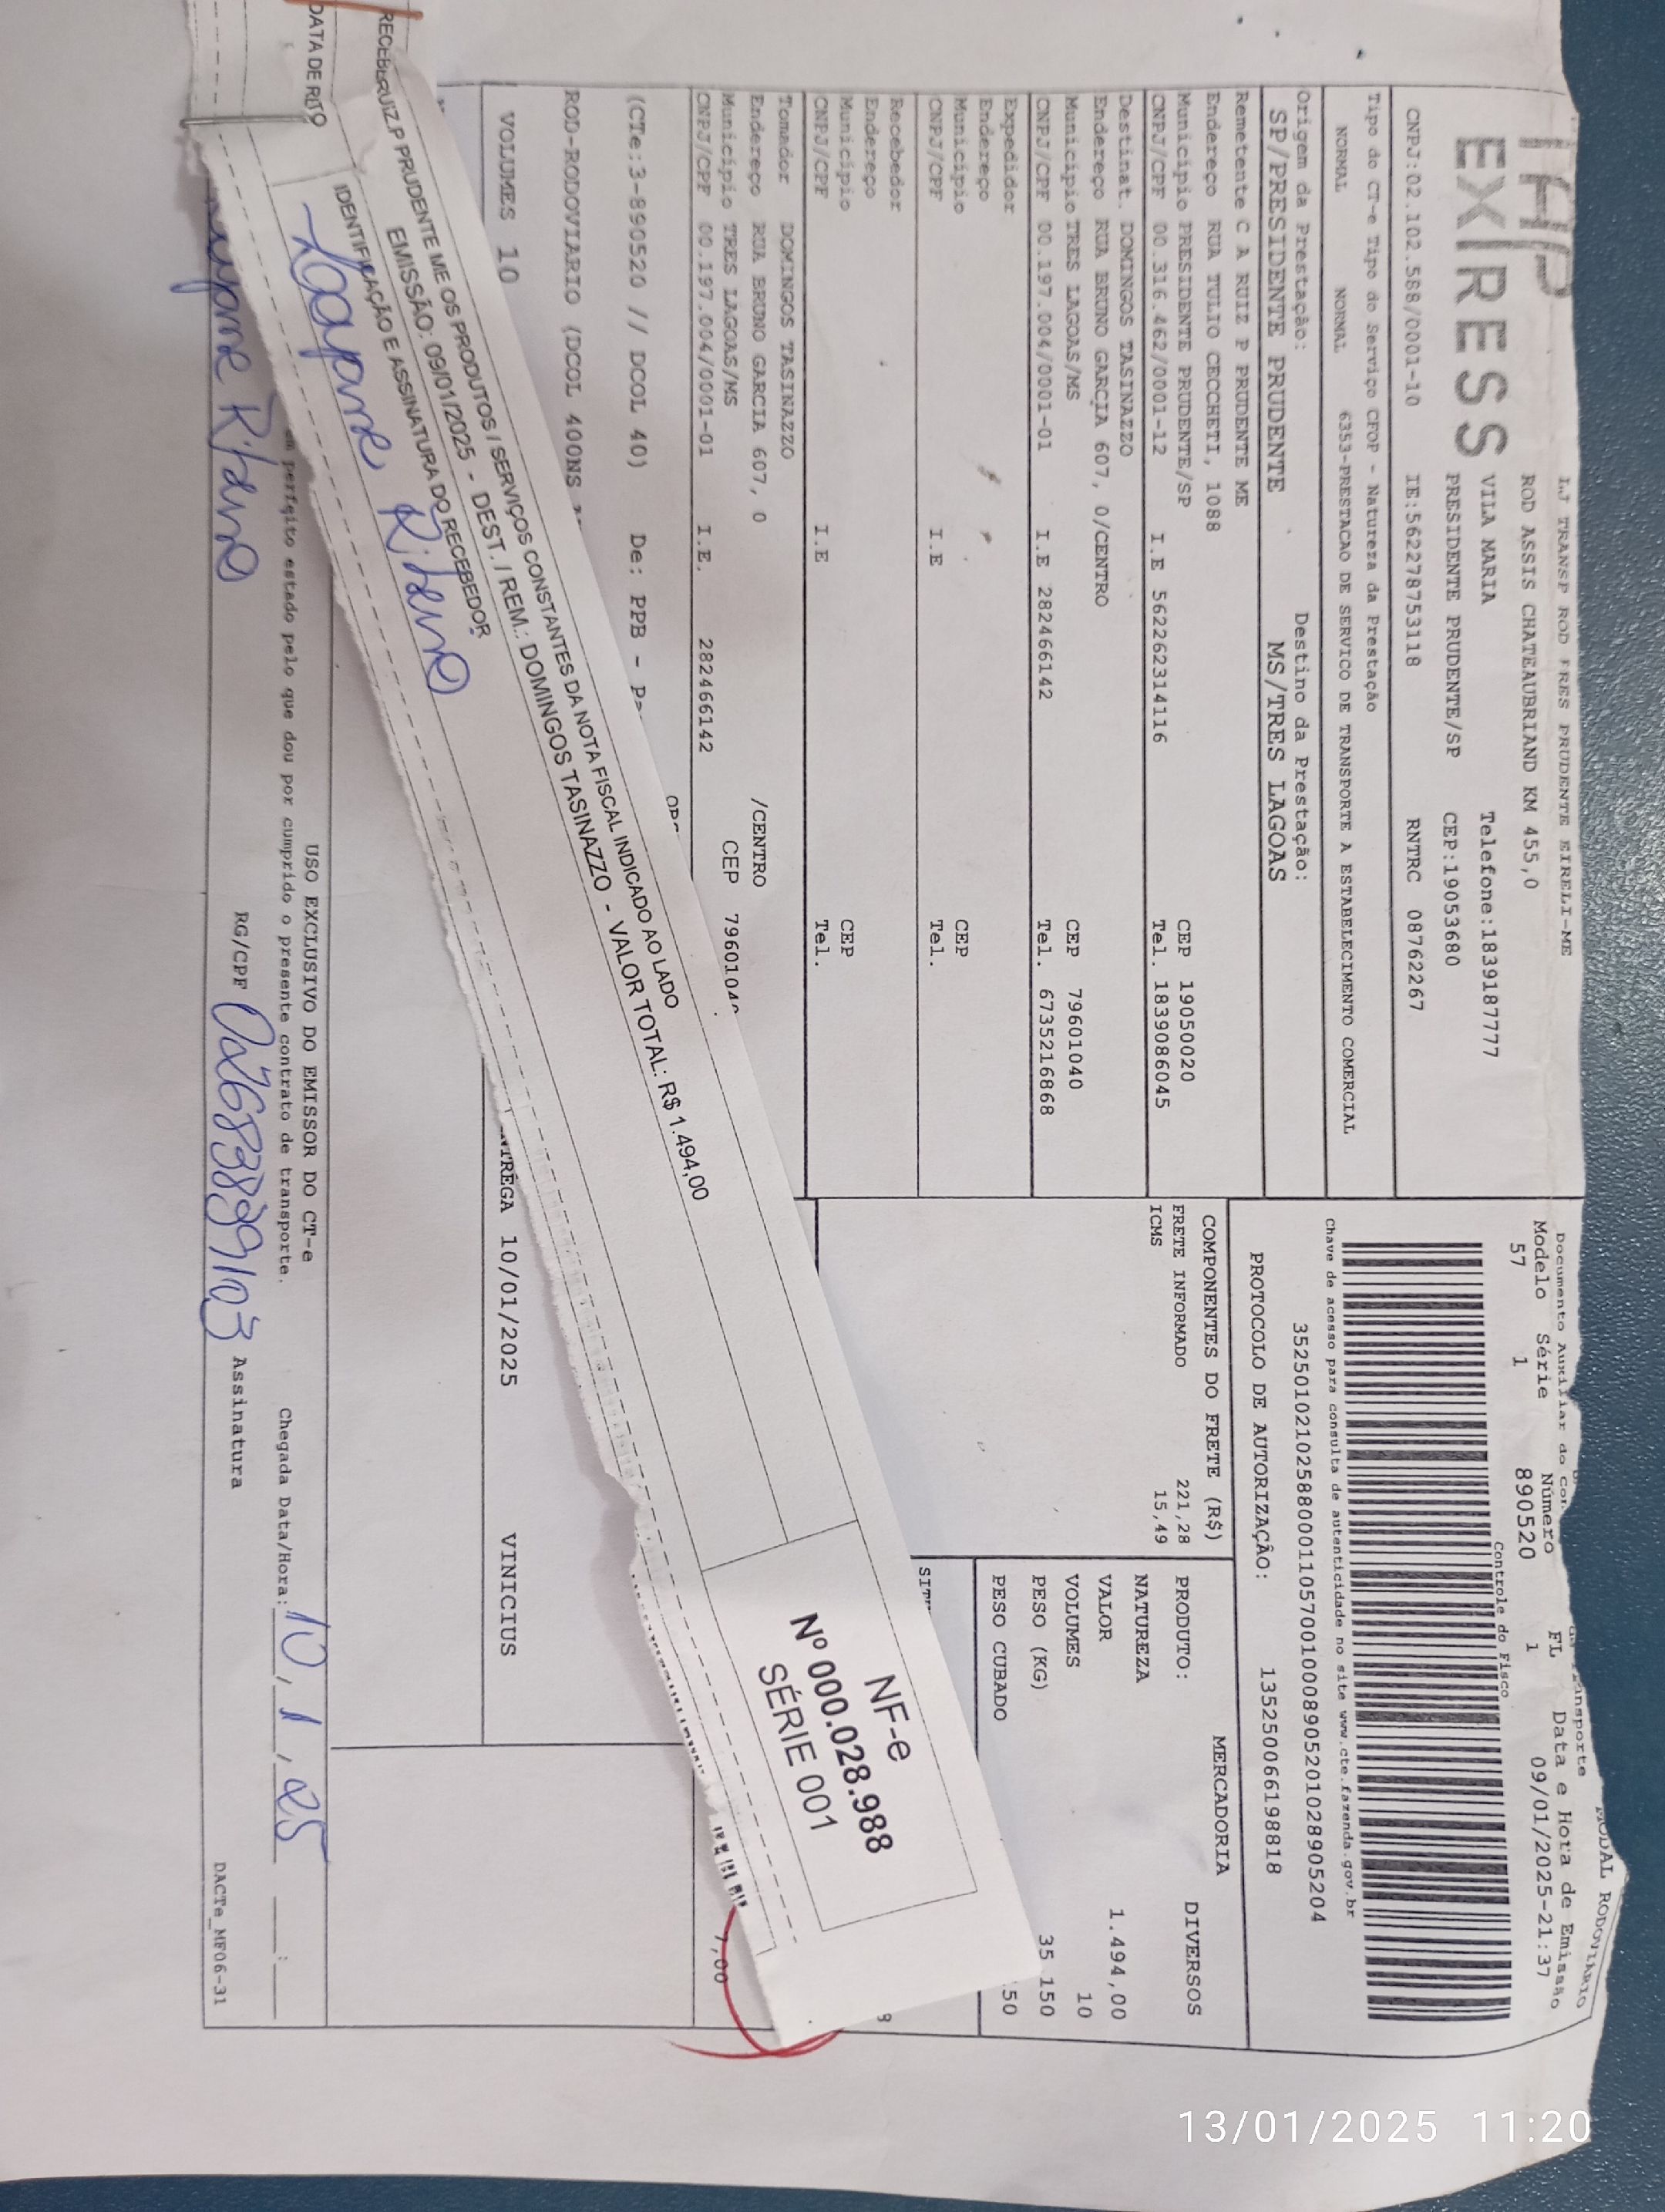 EX/RESS
LJ TRANSP ROD FRES PRUDENTE EIRELI-ME
ROD ASSIS CHATEAUBRIAND KM 455,0
VILA MARIA Telefone:1839187777
PRESIDENTE PRUDENTE/SP CEP:19053680
CNPJ:02.102.588/0001-10 IE:562278753118 RNTRC 08762267
Tipo do CT-e Tipo do Serviço CFOP - Natureza da Prestação
NORMAL NORMAL 6353-PRESTACAO DE SERVICO DE TRANSPORTE A ESTABELECIMENTO COMERCIAL
Origem da Prestação: Destino da Prestação:
SP/PRESIDENTE PRUDENTE MS/TRES LAGOAS
MODAL RODOVIARIO
Documento Auxiliar do
Modelo Série Número FL Data e Hora de Emissão
57 1 890520 1 09/01/2025-21:37
Controle do Fisco
Chave de acesso para consulta de autenticidade no site www.cte.fazenda.gov.br
35250102102588000110570010008905201028905204
PROTOCOLO DE AUTORIZAÇÃO: 135250066198818
Remetente C A RUIZ P PRUDENTE ME
Endereço RUA TULIO CECCHETI, 1088
Município PRESIDENTE PRUDENTE/SP CEP 19050020
CNPJ/CPF 00.316.462/0001-12 I.E 562262314116 Tel. 1839086045
Destinat. DOMINGOS TASINAZZO
Endereço RUA BRUNO GARCIA 607, 0/CENTRO
Município TRES LAGOAS/MS CEP 79601040
CNPJ/CPF 00.197.004/0001-01 I.E 282466142 Tel. 6735216868
Expedidor
Endereço
Município CEP
CNPJ/CPF I.E Tel.
Recebedor
Endereço
Município CEP
CNPJ/CPF I.E Tel.
Tomador DOMINGOS TASINAZZO
Endereço RUA BRUNO GARCIA 607, 0 /CENTRO
Município TRES LAGOAS/MS CEP 7960104
CNPJ/CPF 00.197.004/0001-01 I.E. 282466142
COMPONENTES DO FRETE (R$)
FRETE INFORMADO 221,28
ICMS 15,49
MERCADORIA
PRODUTO: DIVERSOS
NATUREZA
VALOR 1.494,00
VOLUMES 10
PESO (KG) 35 150
PESO CUBADO 50
(CTe:3-890520 // DCOL 40) De: PPB -
ROD-RODOVIARIO (DCOL 400NS
7,00
VOLUMES 10 10/01/2025 VINICIUS
RECEBE RUIZ.P PRUDENTE ME OS PRODUTOS / SERVIÇOS CONSTANTES DA NOTA FISCAL INDICADO AO LADO
EMISSÃO: 09/01/2025 - DEST. / REM.: DOMINGOS TASINAZZO - VALOR TOTAL: R$ 1.494,00
IDENTIFICAÇÃO E ASSINATURA DO RECEBEDOR
NF-e
Nº 000.028.988
SÉRIE 001
USO EXCLUSIVO DO EMISSOR DO CT-e
perfeito estado pelo que dou por cumprido o presente contrato de transporte. Chegada Data/Hora: 10/1/25
RG/CPF Assinatura
DACTe_MF06-31
13/01/2025 11:20